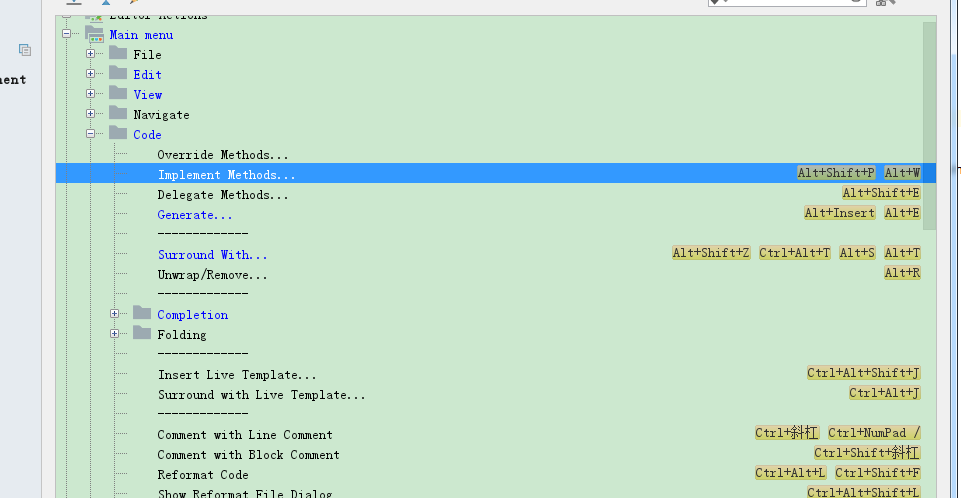 Editor Actions
Main menu
ment
File
Edit
View
Navigate
Code
Override Methods...
Implement Methods... Alt+Shift+P Alt+W
Delegate Methods... Alt+Shift+E
Generate... Alt+Insert Alt+E
-------------
Surround With... Alt+Shift+Z Ctrl+Alt+T Alt+S Alt+T
Unwrap/Remove... Alt+R
-------------
Completion
Folding
-------------
Insert Live Template... Ctrl+Alt+Shift+J
Surround with Live Template... Ctrl+Alt+J
-------------
Comment with Line Comment Ctrl+斜杠 Ctrl+NumPad /
Comment with Block Comment Ctrl+Shift+斜杠
Reformat Code Ctrl+Alt+L Ctrl+Shift+F
Show Reformat File Dialog Ctrl+Alt+Shift+L